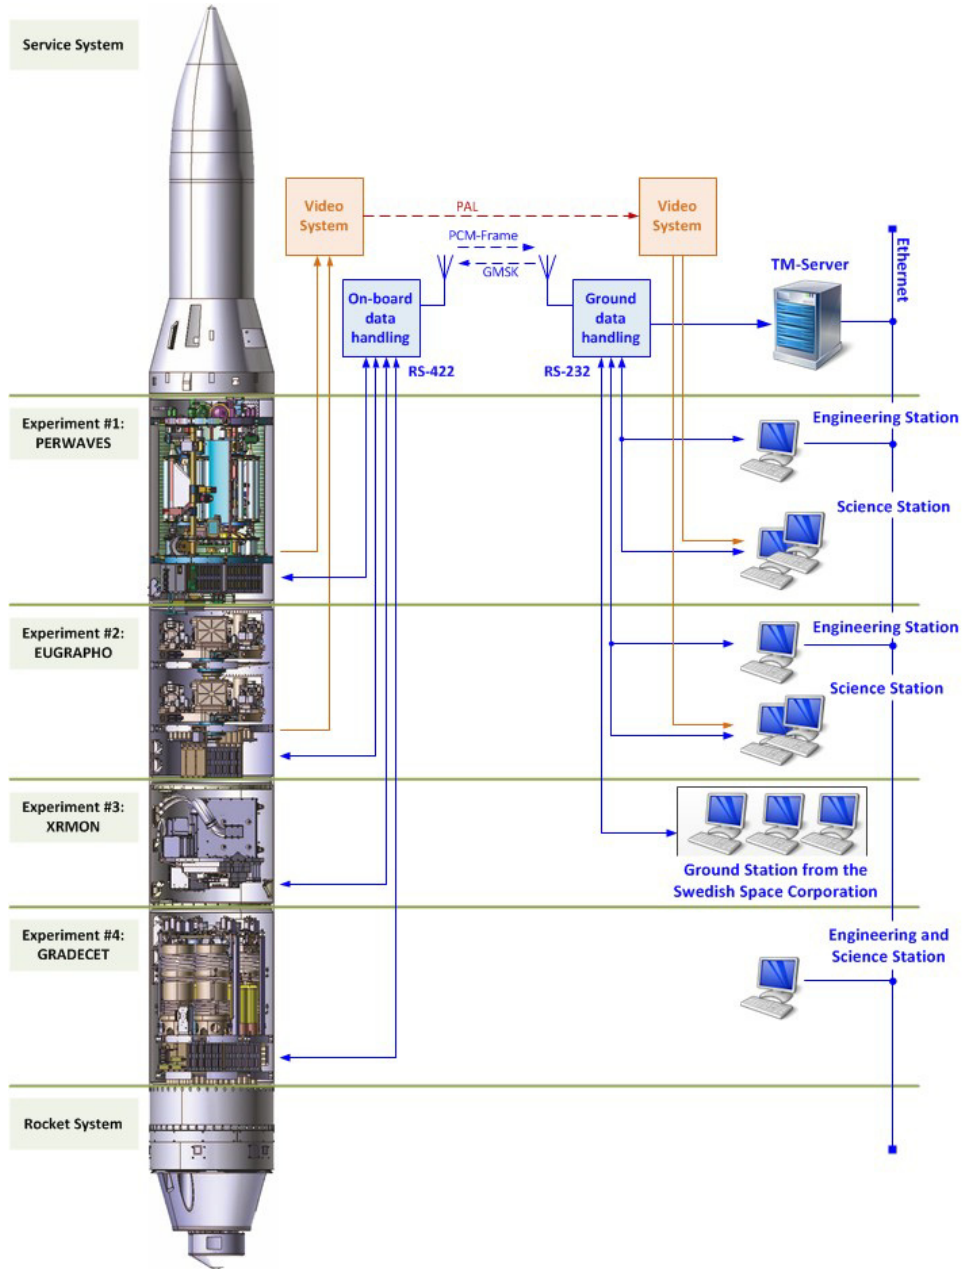 Service System
Video
System
PAL
Video
System
PCM-Frame
GMSK
On-board
data
handling
Ground
data
handling
TM-Server
Ethernet
RS-422
RS-232
Experiment #1:
PERWAVES
Engineering Station
Science Station
Experiment #2:
EUGRAPHO
Engineering Station
Science Station
Experiment #3:
XRMON
Ground Station from the
Swedish Space Corporation
Experiment #4:
GRADECET
Engineering and
Science Station
Rocket System